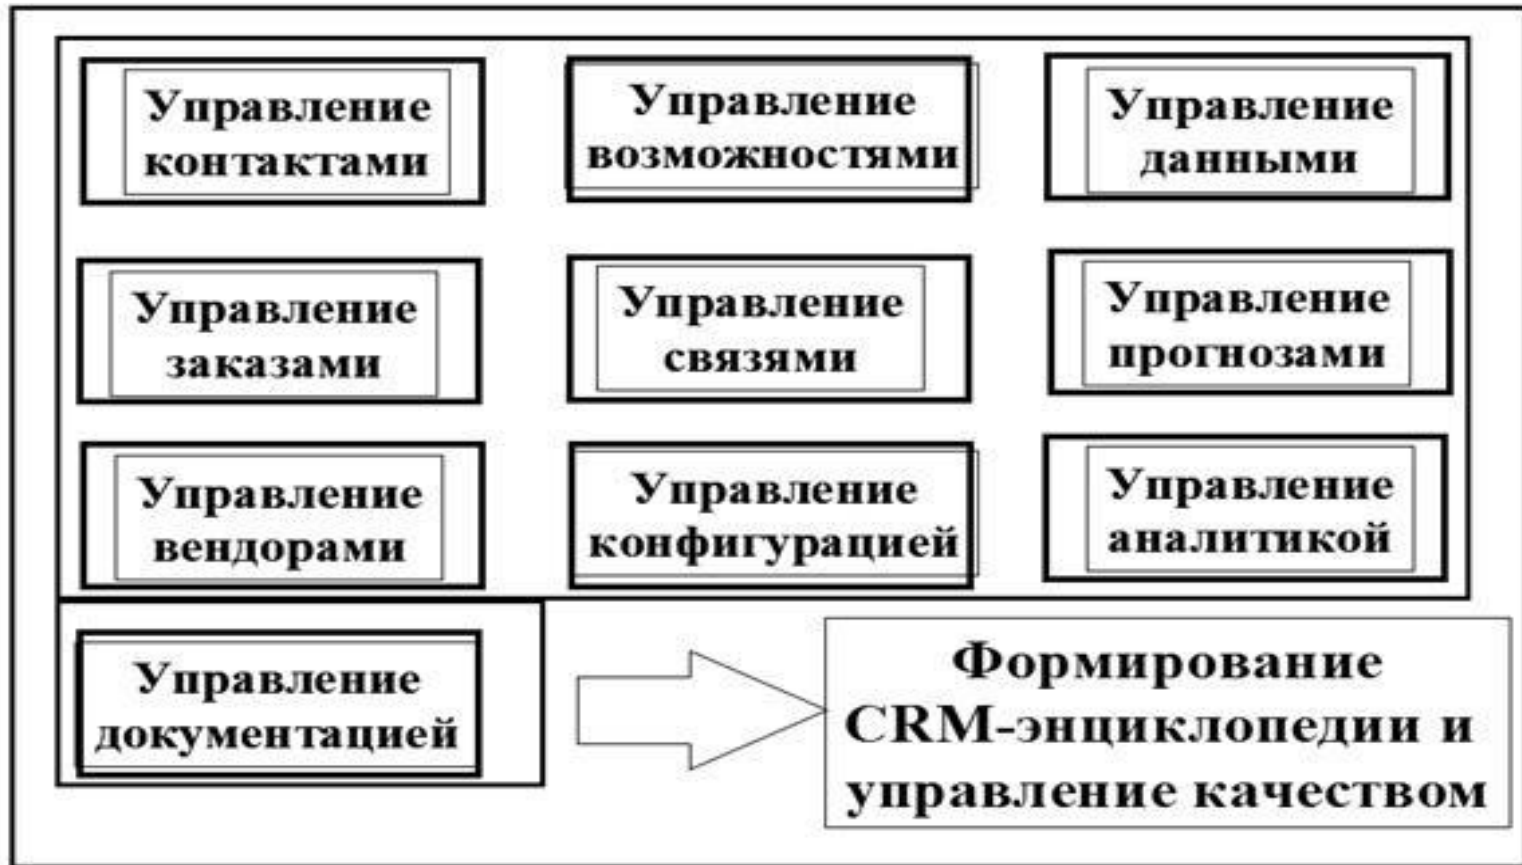 Управление
контактами
Управление
возможностями
Управление
данными
Управление
заказами
Управление
связями
Управление
прогнозами
Управление
вендорами
Управление
конфигурацией
Управление
аналитикой
Управление
документацией
Формирование
CRM-энциклопедии и
управление качеством